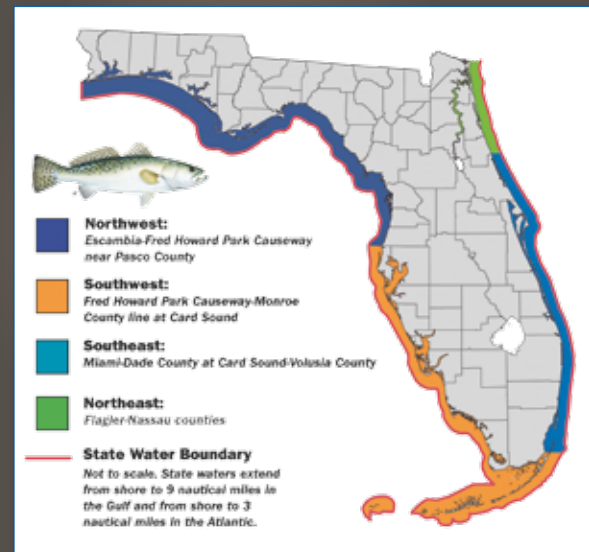 Northwest:
Escambia-Fred Howard Park Causeway
near Pasco County
Southwest:
Fred Howard Park Causeway-Monroe
County line at Card Sound
Southeast:
Miami-Dade County at Card Sound-Volusia County
Northeast:
Flagler-Nassau counties
State Water Boundary
Not to scale. State waters extend
from shore to 9 nautical miles in
the Gulf and from shore to 3
nautical miles in the Atlantic.